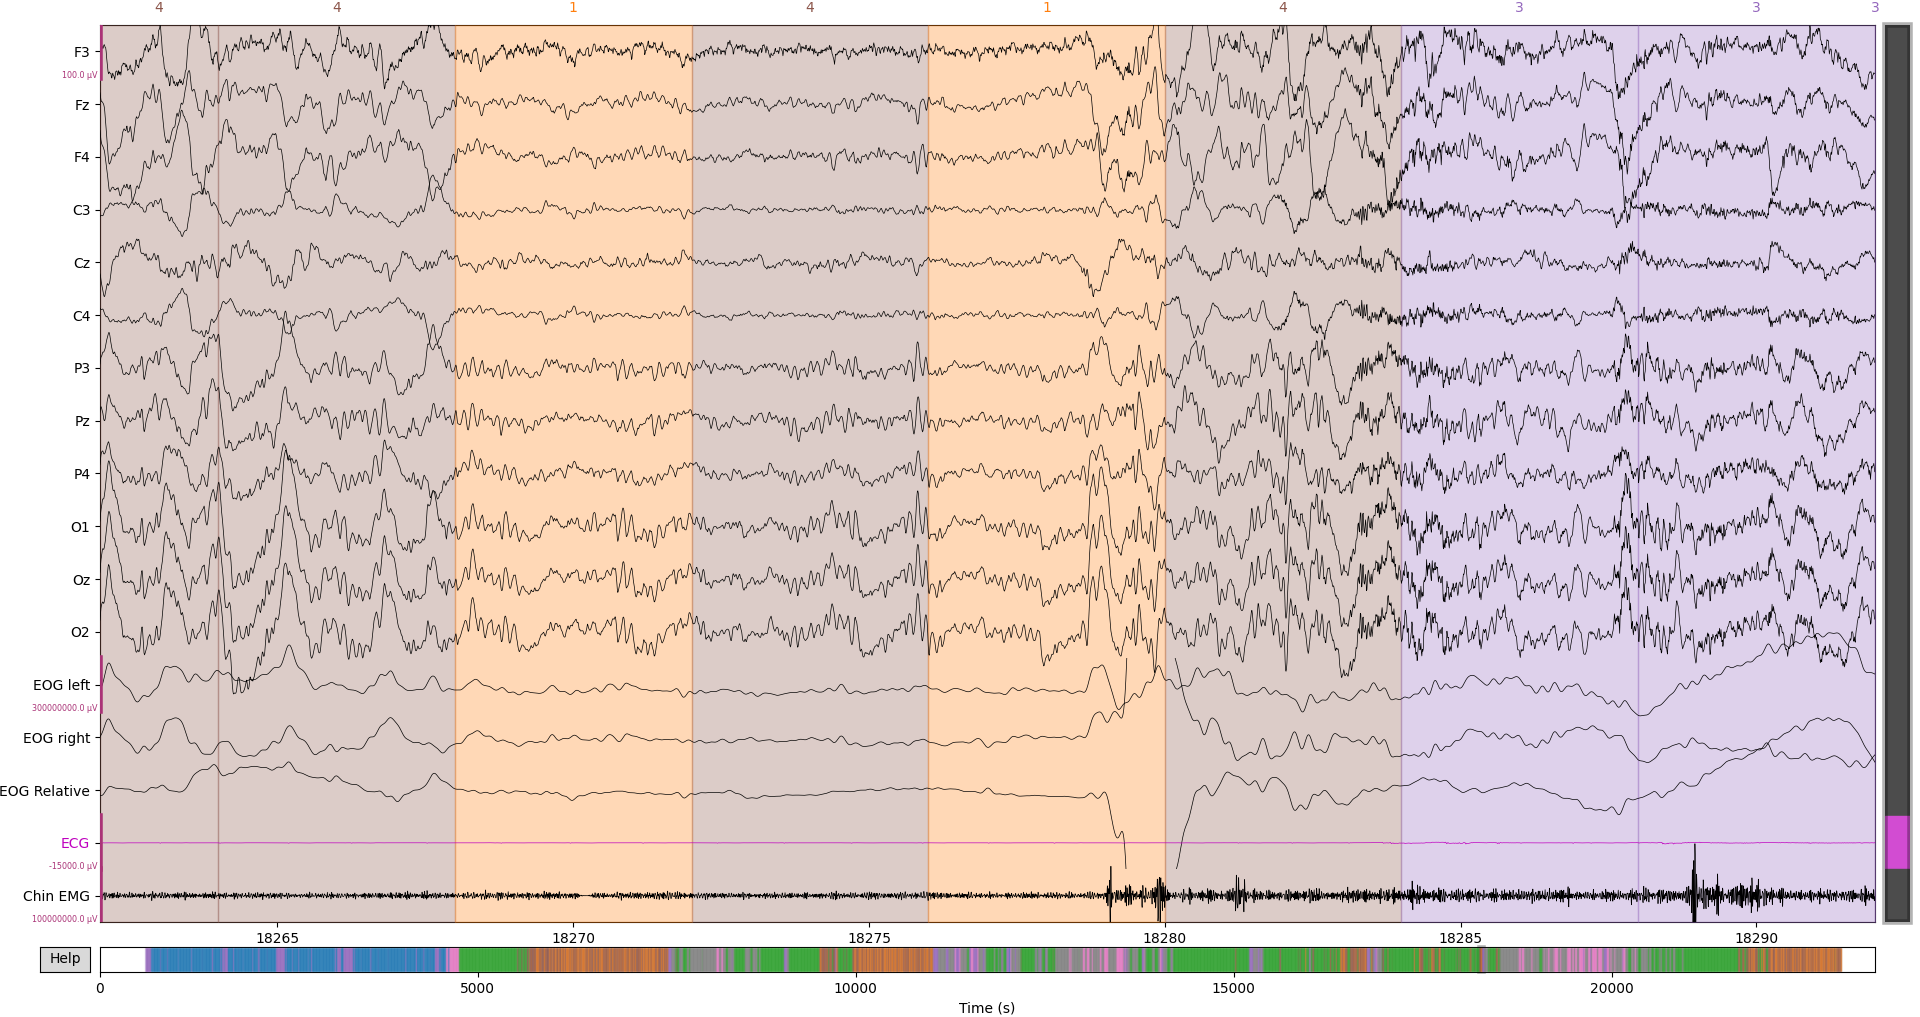 4 4 1 4 1 4 3 3 3
F3
100.0 µV
Fz
F4
C3
Cz
C4
P3
Pz
P4
O1
Oz
O2
EOG left
300000000.0 µV
EOG right
EOG Relative
ECG
-15000.0 µV
Chin EMG
100000000.0 µV
18265 18270 18275 18280 18285 18290
Help
0 5000 10000 15000 20000
Time (s)